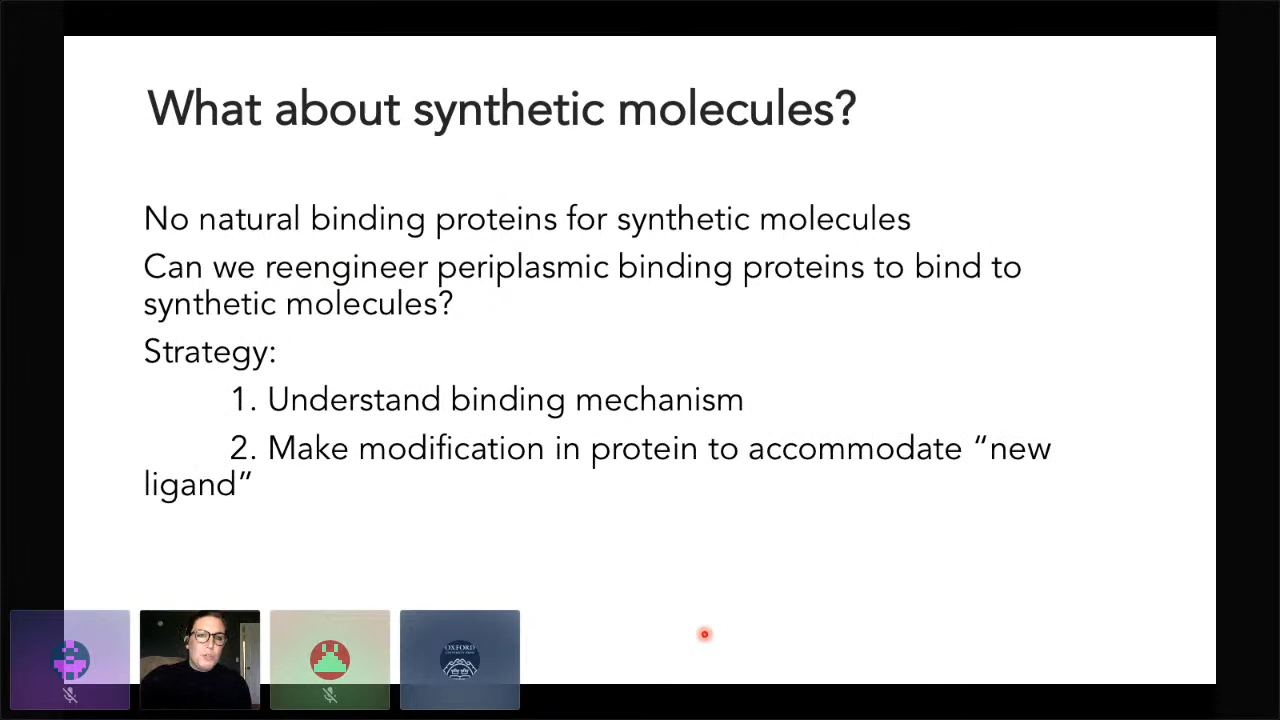 What about synthetic molecules?
No natural binding proteins for synthetic molecules
Can we reengineer periplasmic binding proteins to bind to
synthetic molecules?
Strategy:
1. Understand binding mechanism
2. Make modification in protein to accommodate “new
ligand”
OXFORD